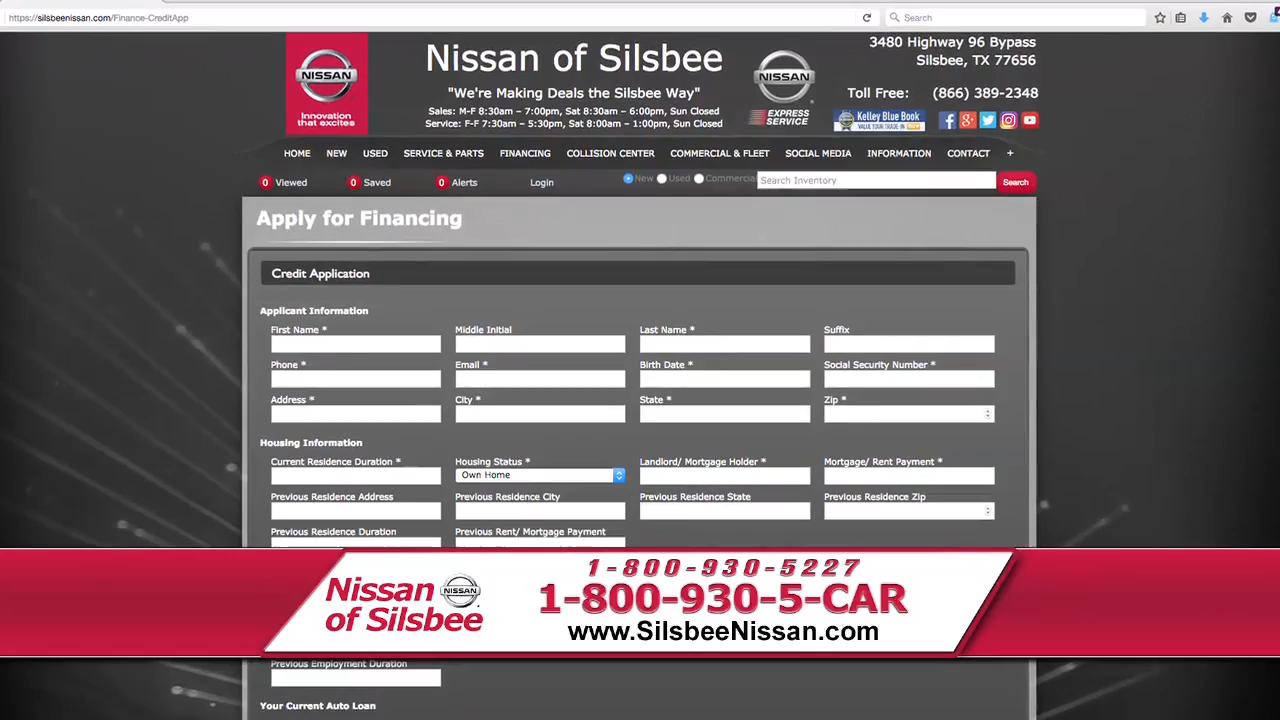 https://silsbeenissan.com/Finance-CreditApp
Search
NISSAN
Innovation
that excites
Nissan of Silsbee
"We're Making Deals the Silsbee Way"
Sales: M-F 8:30am – 7:00pm, Sat 8:30am – 6:00pm, Sun Closed
Service: F-F 7:30am – 5:30pm, Sat 8:00am – 1:00pm, Sun Closed
NISSAN
EXPRESS
SERVICE
3480 Highway 96 Bypass
Silsbee, TX 77656
Toll Free: (866) 389-2348
Kelley Blue Book
VALUE YOUR TRADE-IN
HOME NEW USED SERVICE & PARTS FINANCING COLLISION CENTER COMMERCIAL & FLEET SOCIAL MEDIA INFORMATION CONTACT +
0 Viewed 0 Saved 0 Alerts Login New Used Commercia Search Inventory Search
Apply for Financing
Credit Application
Applicant Information
First Name * Middle Initial Last Name * Suffix
Phone * Email * Birth Date * Social Security Number *
Address * City * State * Zip *
Housing Information
Current Residence Duration * Housing Status * Landlord/ Mortgage Holder * Mortgage/ Rent Payment *
Own Home
Previous Residence Address Previous Residence City Previous Residence State Previous Residence Zip
Previous Residence Duration Previous Rent/ Mortgage Payment
Nissan
of Silsbee
NISSAN
1-800-930-5227
1-800-930-5-CAR
www.SilsbeeNissan.com
Previous Employment Duration
Your Current Auto Loan